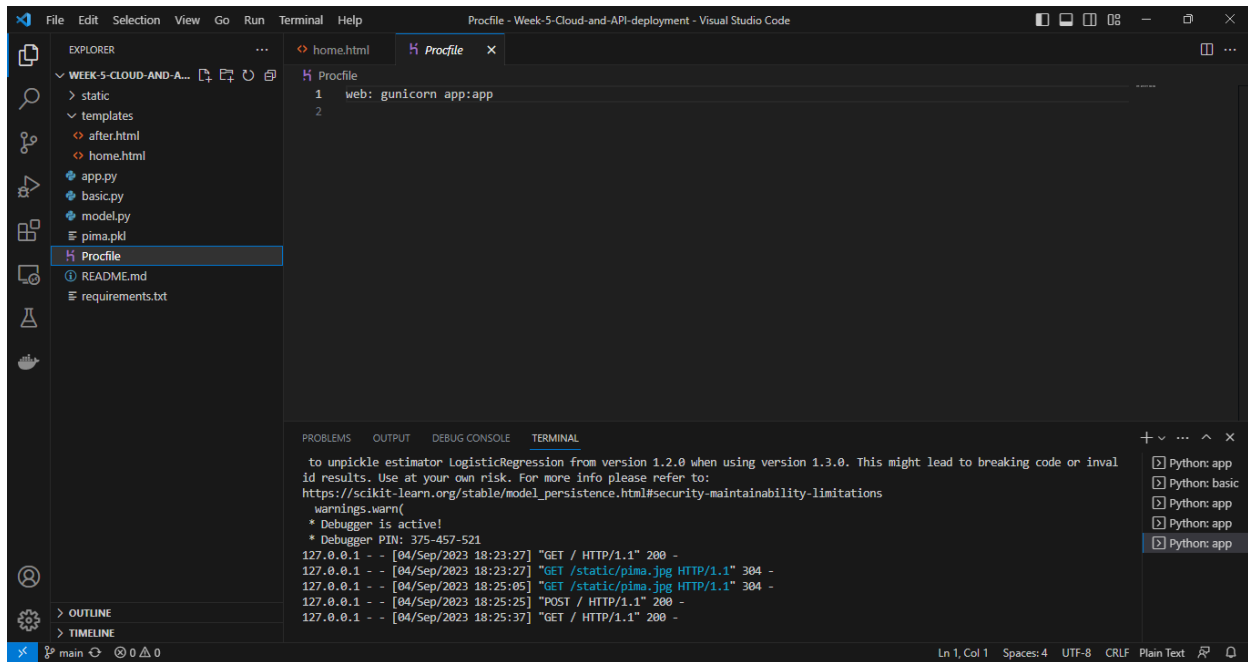 File Edit Selection View Go Run Terminal Help
Procfile - Week-5-Cloud-and-API-deployment - Visual Studio Code
EXPLORER
WEEK-5-CLOUD-AND-A...
static
templates
after.html
home.html
app.py
basic.py
model.py
pima.pkl
Procfile
README.md
requirements.txt
OUTLINE
TIMELINE
home.html Procfile
Procfile
1 web: gunicorn app:app
2
PROBLEMS OUTPUT DEBUG CONSOLE TERMINAL
to unpickle estimator LogisticRegression from version 1.2.0 when using version 1.3.0. This might lead to breaking code or inval
id results. Use at your own risk. For more info please refer to:
https://scikit-learn.org/stable/model_persistence.html#security-maintainability-limitations
warnings.warn(
* Debugger is active!
* Debugger PIN: 375-457-521
127.0.0.1 - - [04/Sep/2023 18:23:27] "GET / HTTP/1.1" 200 -
127.0.0.1 - - [04/Sep/2023 18:23:27] "GET /static/pima.jpg HTTP/1.1" 304 -
127.0.0.1 - - [04/Sep/2023 18:25:05] "GET /static/pima.jpg HTTP/1.1" 304 -
127.0.0.1 - - [04/Sep/2023 18:25:25] "POST / HTTP/1.1" 200 -
127.0.0.1 - - [04/Sep/2023 18:25:37] "GET / HTTP/1.1" 200 -
Python: app
Python: basic
Python: app
Python: app
Python: app
main 0 0
Ln 1, Col 1 Spaces: 4 UTF-8 CRLF Plain Text